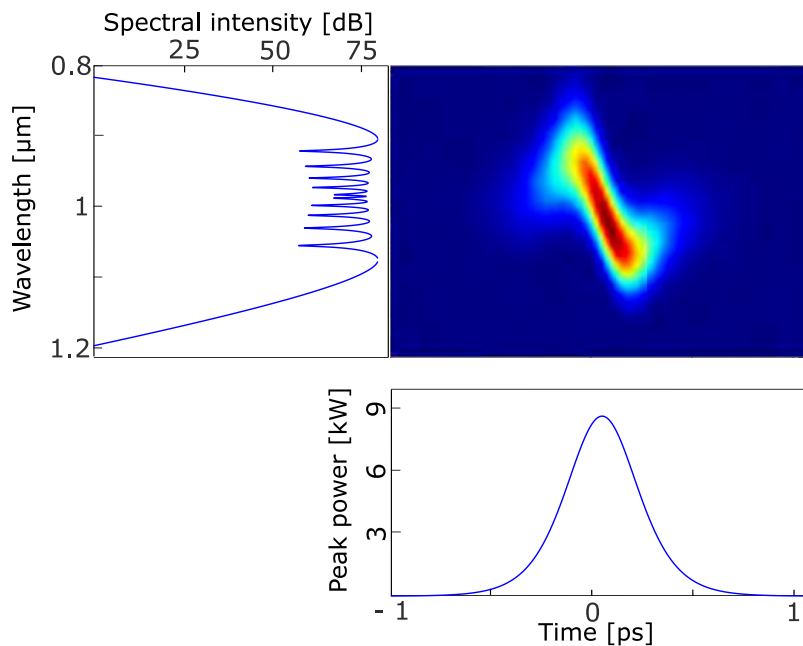 Spectral intensity [dB]
25 50 75
0.8
1
1.2
Wavelength [µm]
9
6
3
Peak power [kW]
- 1 0 1
Time [ps]